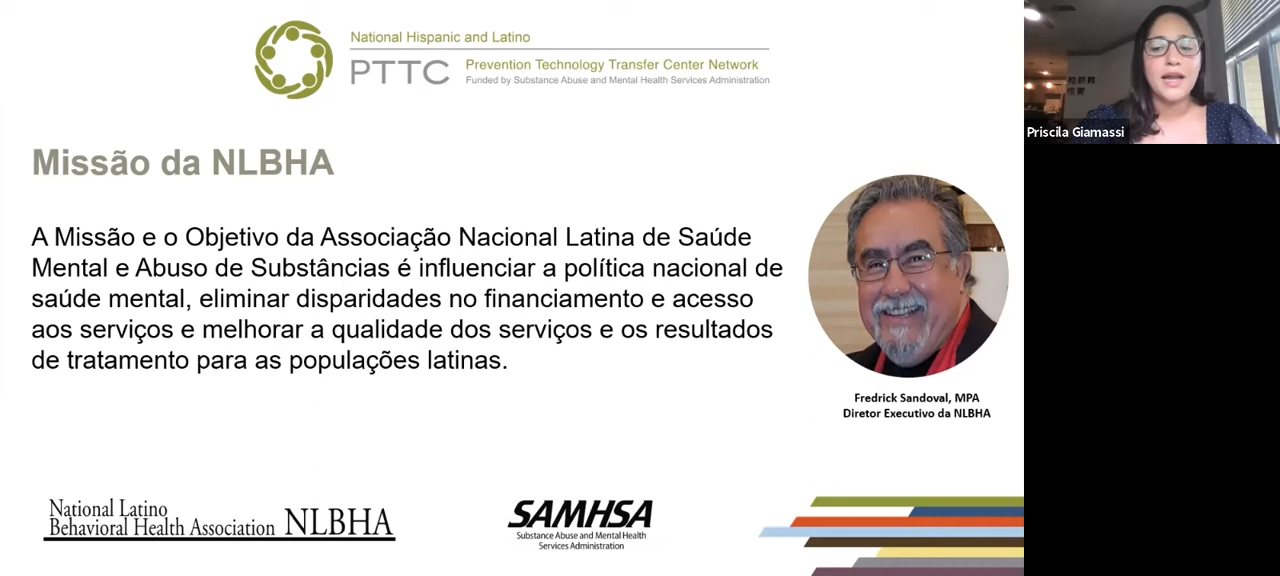 National Hispanic and Latino
PTTC
Prevention Technology Transfer Center Network
Funded by Substance Abuse and Mental Health Services Administration
Priscila Giamassi
Missão da NLBHA
A Missão e o Objetivo da Associação Nacional Latina de Saúde
Mental e Abuso de Substâncias é influenciar a política nacional de
saúde mental, eliminar disparidades no financiamento e acesso
aos serviços e melhorar a qualidade dos serviços e os resultados
de tratamento para as populações latinas.
Fredrick Sandoval, MPA
Diretor Executivo da NLBHA
National Latino
Behavioral Health Association NLBHA
SAMHSA
Substance Abuse and Mental Health
Services Administration